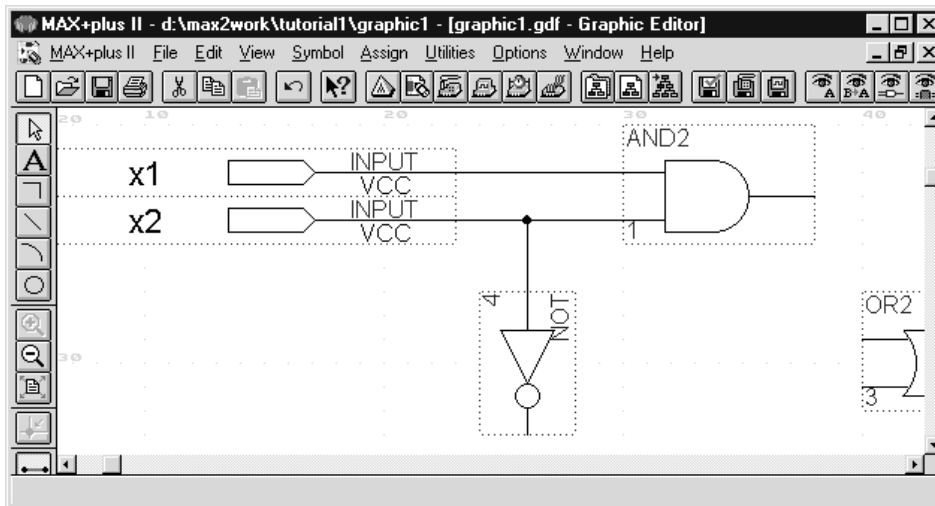 MAX+plus II - d:\max2work\tutorial1\graphic1 - [graphic1.gdf - Graphic Editor]
MAX+plus II File Edit View Symbol Assign Utilities Options Window Help
A B+A
A
20 10 20 30 40
AND2
x1 INPUT
VCC
x2 INPUT
VCC
1
4 NOT
OR2
30
3